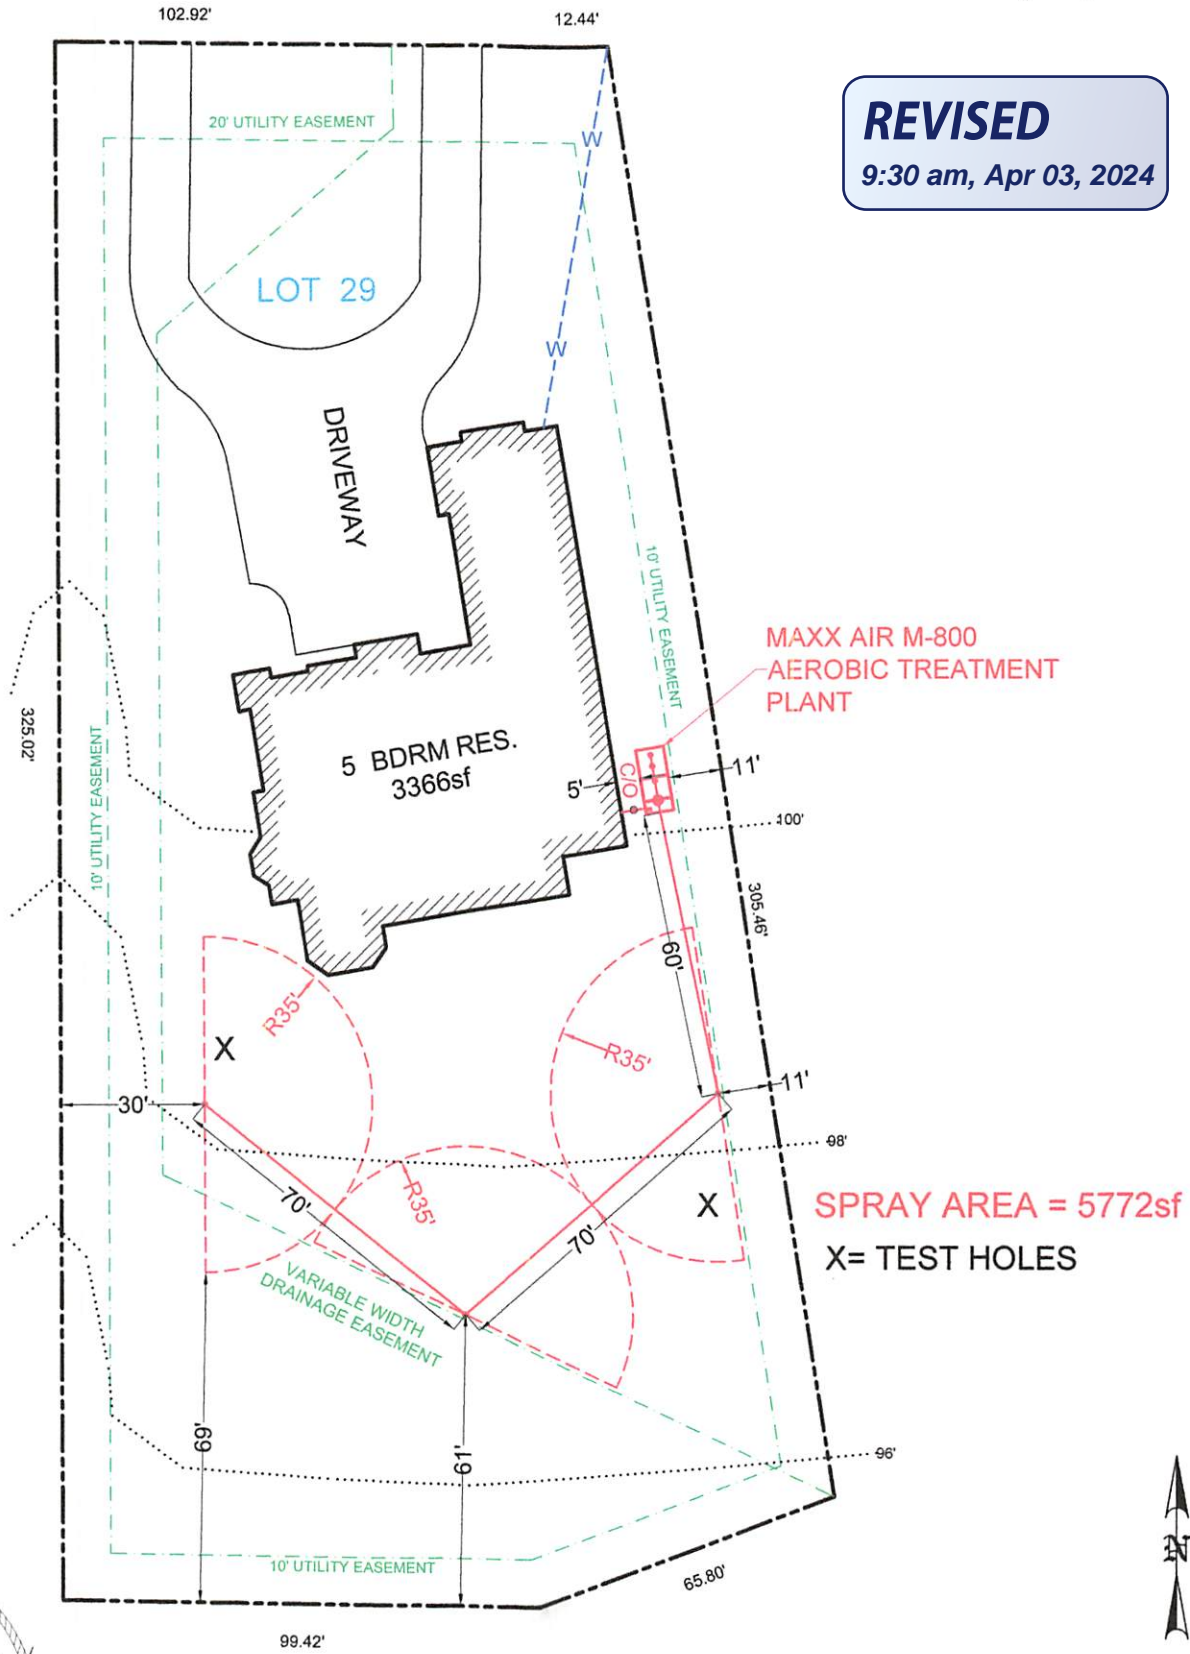 102.92'
12.44'
REVISED
9:30 am, Apr 03, 2024
20' UTILITY EASEMENT
W
LOT 29
W
DRIVEWAY
10' UTILITY EASEMENT
MAXX AIR M-800
AEROBIC TREATMENT
PLANT
325.02'
10' UTILITY EASEMENT
5 BDRM RES.
3366sf
5'
C/O
11'
100'
305.46'
60'
R35'
X
R35'
30'
11'
98'
70'
R35'
70'
X
SPRAY AREA = 5772sf
X= TEST HOLES
VARIABLE WIDTH
DRAINAGE EASEMENT
69'
61'
96'
10' UTILITY EASEMENT
65.80'
N
99.42'